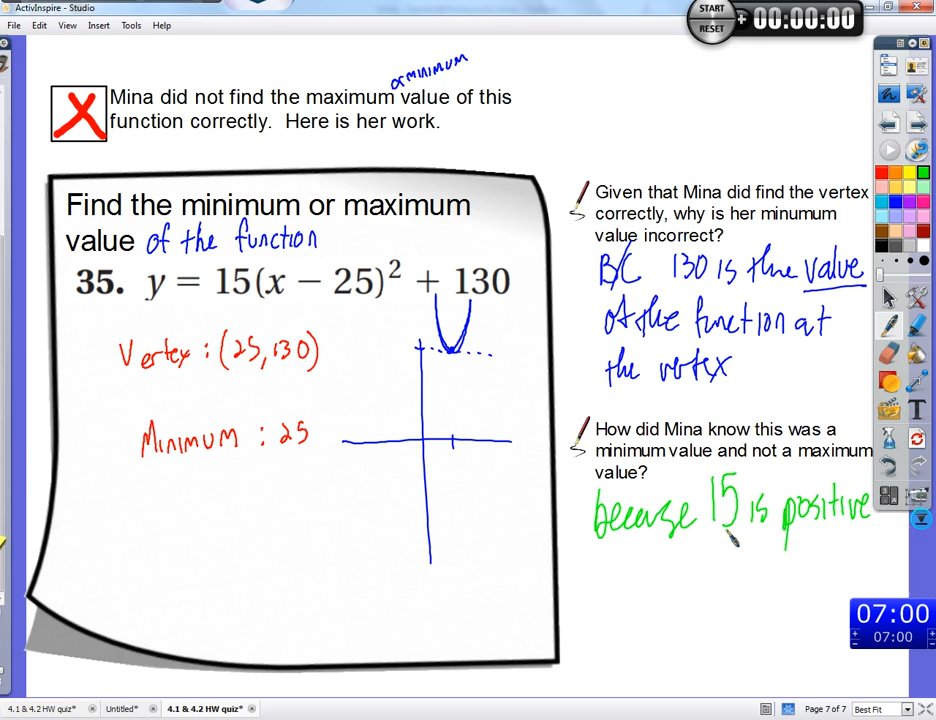 ActivInspire - Studio
File Edit View Insert Tools Help
START
RESET
00:00:00
or MINIMUM
X Mina did not find the maximum value of this
function correctly. Here is her work.
Find the minimum or maximum
value of the function
35. y = 15(x − 25)² + 130
Vertex : (25,130)
Minimum : 25
Given that Mina did find the vertex
correctly, why is her minumum
value incorrect?
B/C 130 is the value
of the function at
the vertex
How did Mina know this was a
minimum value and not a maximum
value?
because 15 is positive
07:00
07:00
4.1 & 4.2 HW quiz* Untitled* 4.1 & 4.2 HW quiz* Page 7 of 7 Best Fit